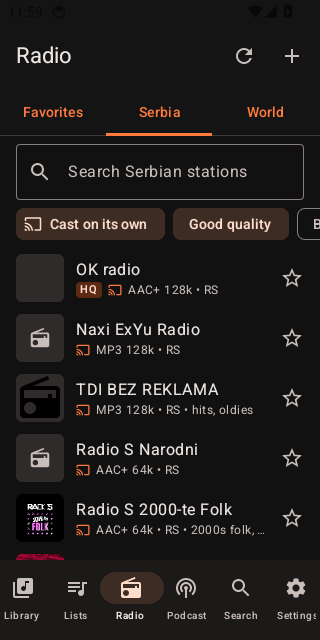 11:59
Radio
Favorites
Serbia
World
Search Serbian stations
Cast on its own
Good quality
OK radio
HQ AAC+ 128k • RS
Naxi ExYu Radio
MP3 128k • RS
TDI BEZ REKLAMA
MP3 128k • RS • hits, oldies
Radio S Narodni
AAC+ 64k • RS
Radio S 2000-te Folk
AAC+ 64k • RS • 2000s folk, …
RADIO S
FOLK
Library
Lists
Radio
Podcast
Search
Settings